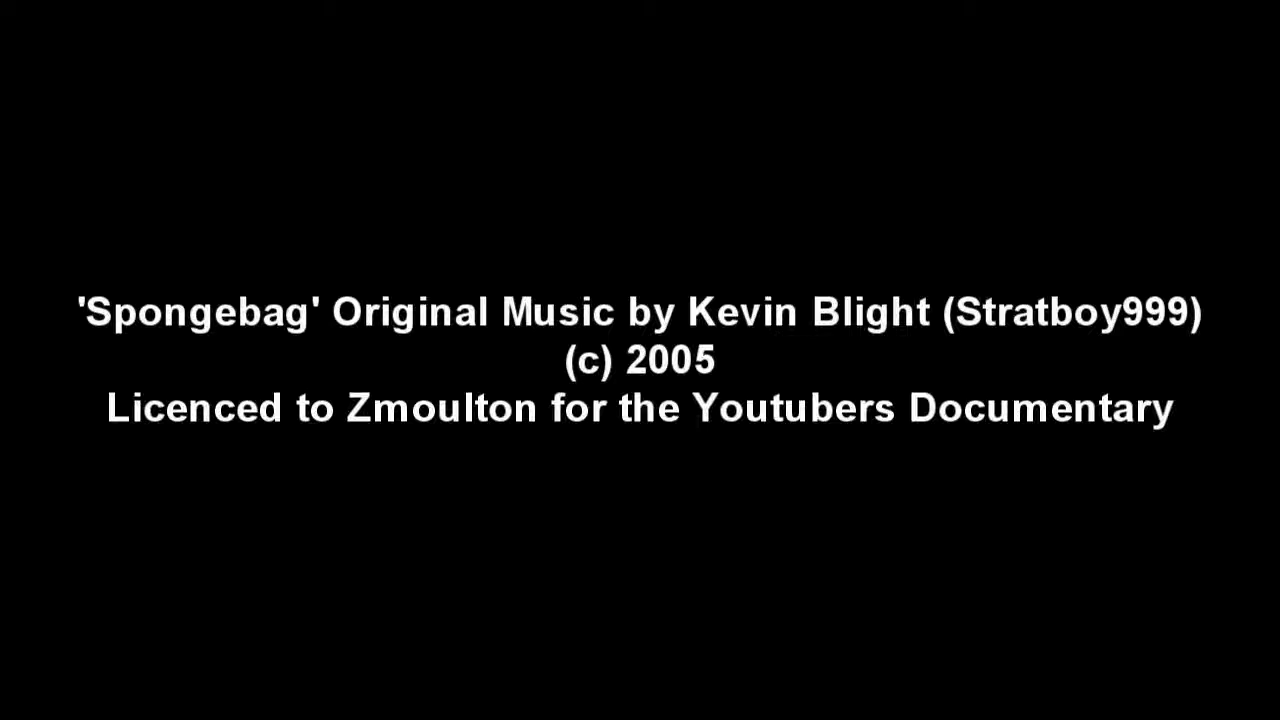 'Spongebag' Original Music by Kevin Blight (Stratboy999)
(c) 2005
Licenced to Zmoulton for the Youtubers Documentary